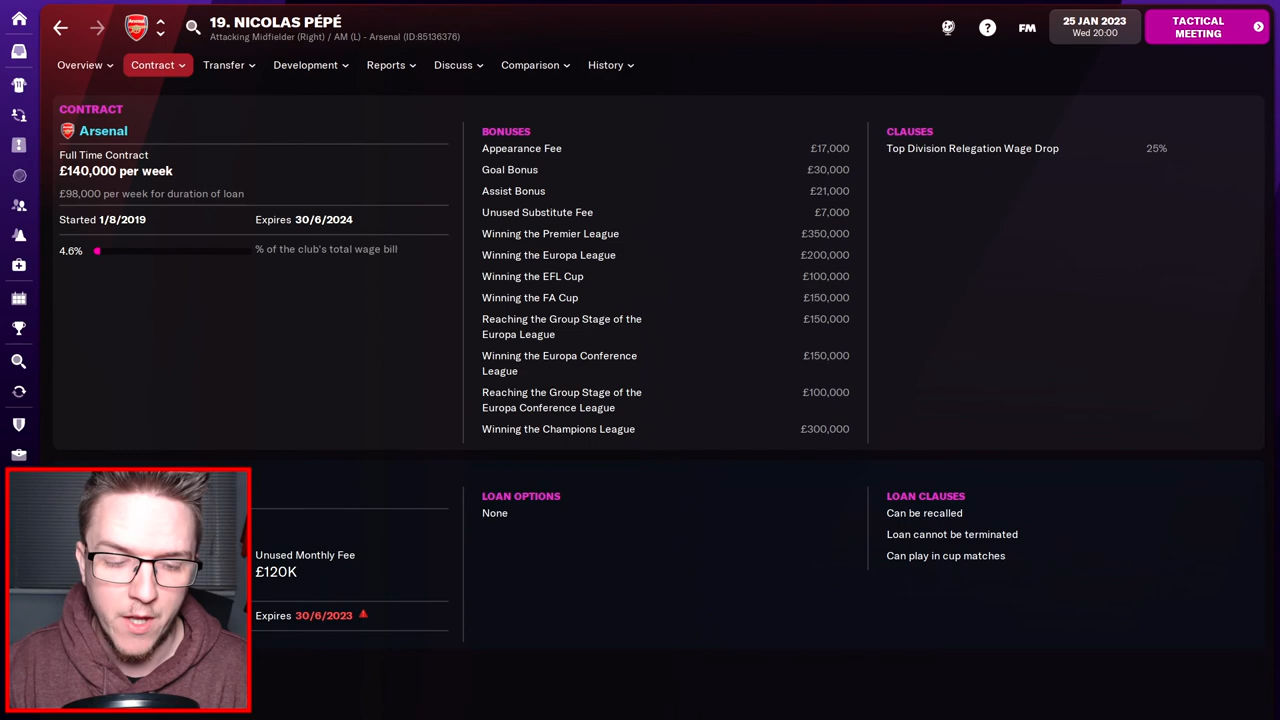 19. NICOLAS PÉPÉ
Attacking Midfielder (Right) / AM (L) - Arsenal (ID:85136376)
FM
25 JAN 2023
Wed 20:00
TACTICAL
MEETING
Overview
Contract
Transfer
Development
Reports
Discuss
Comparison
History
CONTRACT
Arsenal
Full Time Contract
£140,000 per week
£98,000 per week for duration of loan
Started 1/8/2019
Expires 30/6/2024
4.6%
% of the club's total wage bill
BONUSES
Appearance Fee £17,000
Goal Bonus £30,000
Assist Bonus £21,000
Unused Substitute Fee £7,000
Winning the Premier League £350,000
Winning the Europa League £200,000
Winning the EFL Cup £100,000
Winning the FA Cup £150,000
Reaching the Group Stage of the £150,000
Europa League
Winning the Europa Conference £150,000
League
Reaching the Group Stage of the £100,000
Europa Conference League
Winning the Champions League £300,000
CLAUSES
Top Division Relegation Wage Drop 25%
Unused Monthly Fee
£120K
Expires 30/6/2023
LOAN OPTIONS
None
LOAN CLAUSES
Can be recalled
Loan cannot be terminated
Can play in cup matches